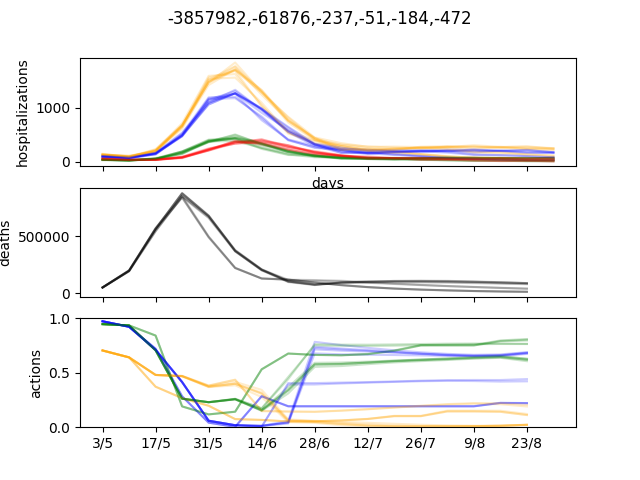 -3857982,-61876,-237,-51,-184,-472
hospitalizations
1000
0
days
deaths
500000
0
actions
1.0
0.5
0.0
3/5 17/5 31/5 14/6 28/6 12/7 26/7 9/8 23/8